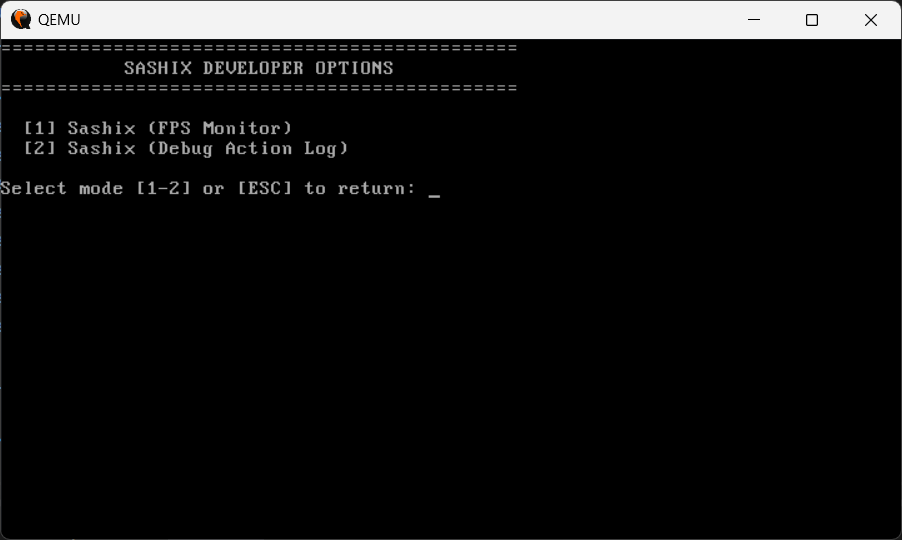 QEMU
==============================================
SASHIX DEVELOPER OPTIONS
==============================================
[1] Sashix (FPS Monitor)
[2] Sashix (Debug Action Log)
Select mode [1-2] or [ESC] to return: _